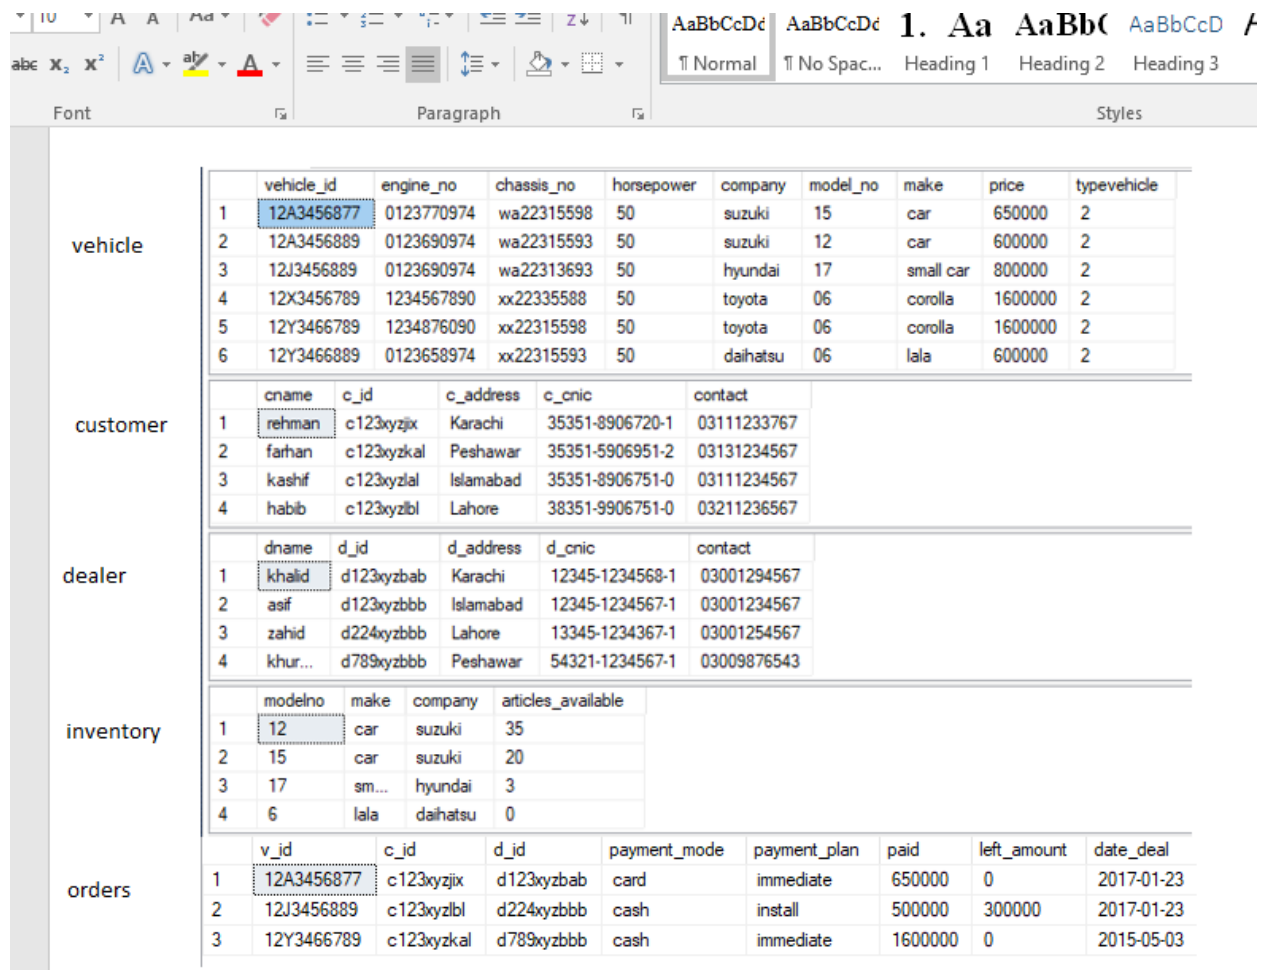 10 A A Aa
AaBbCcDd AaBbCcDd 1. Aa AaBb( AaBbCcD
abc x₂ x² A aby A ¶ Normal ¶ No Spac... Heading 1 Heading 2 Heading 3
Font Paragraph Styles
vehicle
vehicle_id engine_no chassis_no horsepower company model_no make price typevehicle
1 12A3456877 0123770974 wa22315598 50 suzuki 15 car 650000 2
2 12A3456889 0123690974 wa22315593 50 suzuki 12 car 600000 2
3 12J3456889 0123690974 wa22313693 50 hyundai 17 small car 800000 2
4 12X3456789 1234567890 xx22335588 50 toyota 06 corolla 1600000 2
5 12Y3466789 1234876090 xx22315598 50 toyota 06 corolla 1600000 2
6 12Y3466889 0123658974 xx22315593 50 daihatsu 06 lala 600000 2
customer
cname c_id c_address c_cnic contact
1 rehman c123xyzjix Karachi 35351-8906720-1 03111233767
2 farhan c123xyzkal Peshawar 35351-5906951-2 03131234567
3 kashif c123xyzlal Islamabad 35351-8906751-0 03111234567
4 habib c123xyzlbl Lahore 38351-9906751-0 03211236567
dealer
dname d_id d_address d_cnic contact
1 khalid d123xyzbab Karachi 12345-1234568-1 03001294567
2 asif d123xyzbbb Islamabad 12345-1234567-1 03001234567
3 zahid d224xyzbbb Lahore 13345-1234367-1 03001254567
4 khur... d789xyzbbb Peshawar 54321-1234567-1 03009876543
inventory
modelno make company articles_available
1 12 car suzuki 35
2 15 car suzuki 20
3 17 sm... hyundai 3
4 6 lala daihatsu 0
orders
v_id c_id d_id payment_mode payment_plan paid left_amount date_deal
1 12A3456877 c123xyzjix d123xyzbab card immediate 650000 0 2017-01-23
2 12J3456889 c123xyzlbl d224xyzbbb cash install 500000 300000 2017-01-23
3 12Y3466789 c123xyzkal d789xyzbbb cash immediate 1600000 0 2015-05-03